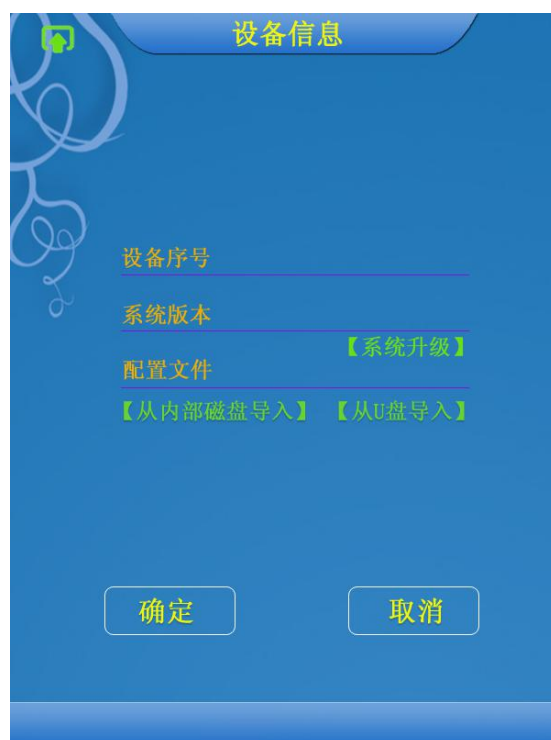 设备信息
设备序号
系统版本
【系统升级】
配置文件
【从内部磁盘导入】 【从U盘导入】
确定 取消